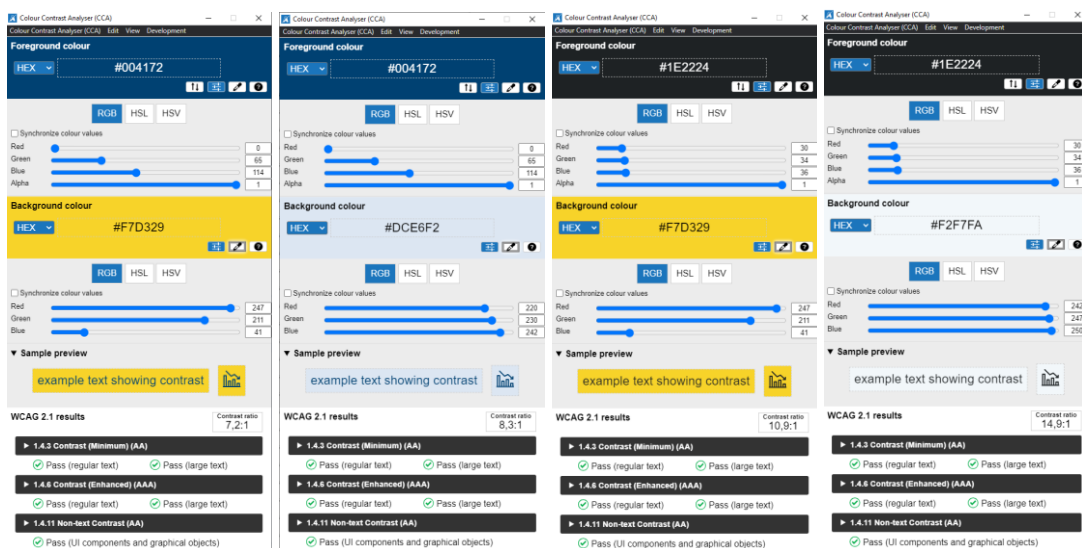 Colour Contrast Analyser (CCA)
Colour Contrast Analyser (CCA) Edit View Development
Foreground colour
HEX #004172
RGB HSL HSV
Synchronize colour values
Red 0
Green 65
Blue 114
Alpha 1
Background colour
HEX #F7D329
RGB HSL HSV
Synchronize colour values
Red 247
Green 211
Blue 41
Sample preview
example text showing contrast
WCAG 2.1 results
Contrast ratio
7,2:1
1.4.3 Contrast (Minimum) (AA)
Pass (regular text) Pass (large text)
1.4.6 Contrast (Enhanced) (AAA)
Pass (regular text) Pass (large text)
1.4.11 Non-text Contrast (AA)
Pass (UI components and graphical objects)
Colour Contrast Analyser (CCA)
Colour Contrast Analyser (CCA) Edit View Development
Foreground colour
HEX #004172
RGB HSL HSV
Synchronize colour values
Red 0
Green 65
Blue 114
Alpha 1
Background colour
HEX #DCE6F2
RGB HSL HSV
Synchronize colour values
Red 220
Green 230
Blue 242
Sample preview
example text showing contrast
WCAG 2.1 results
Contrast ratio
8,3:1
1.4.3 Contrast (Minimum) (AA)
Pass (regular text) Pass (large text)
1.4.6 Contrast (Enhanced) (AAA)
Pass (regular text) Pass (large text)
1.4.11 Non-text Contrast (AA)
Pass (UI components and graphical objects)
Colour Contrast Analyser (CCA)
Colour Contrast Analyser (CCA) Edit View Development
Foreground colour
HEX #1E2224
RGB HSL HSV
Synchronize colour values
Red 30
Green 34
Blue 36
Alpha 1
Background colour
HEX #F7D329
RGB HSL HSV
Synchronize colour values
Red 247
Green 211
Blue 41
Sample preview
example text showing contrast
WCAG 2.1 results
Contrast ratio
10,9:1
1.4.3 Contrast (Minimum) (AA)
Pass (regular text) Pass (large text)
1.4.6 Contrast (Enhanced) (AAA)
Pass (regular text) Pass (large text)
1.4.11 Non-text Contrast (AA)
Pass (UI components and graphical objects)
Colour Contrast Analyser (CCA)
Colour Contrast Analyser (CCA) Edit View Development
Foreground colour
HEX #1E2224
RGB HSL HSV
Synchronize colour values
Red 30
Green 34
Blue 36
Alpha 1
Background colour
HEX #F2F7FA
RGB HSL HSV
Synchronize colour values
Red 242
Green 247
Blue 250
Sample preview
example text showing contrast
WCAG 2.1 results
Contrast ratio
14,9:1
1.4.3 Contrast (Minimum) (AA)
Pass (regular text) Pass (large text)
1.4.6 Contrast (Enhanced) (AAA)
Pass (regular text) Pass (large text)
1.4.11 Non-text Contrast (AA)
Pass (UI components and graphical objects)